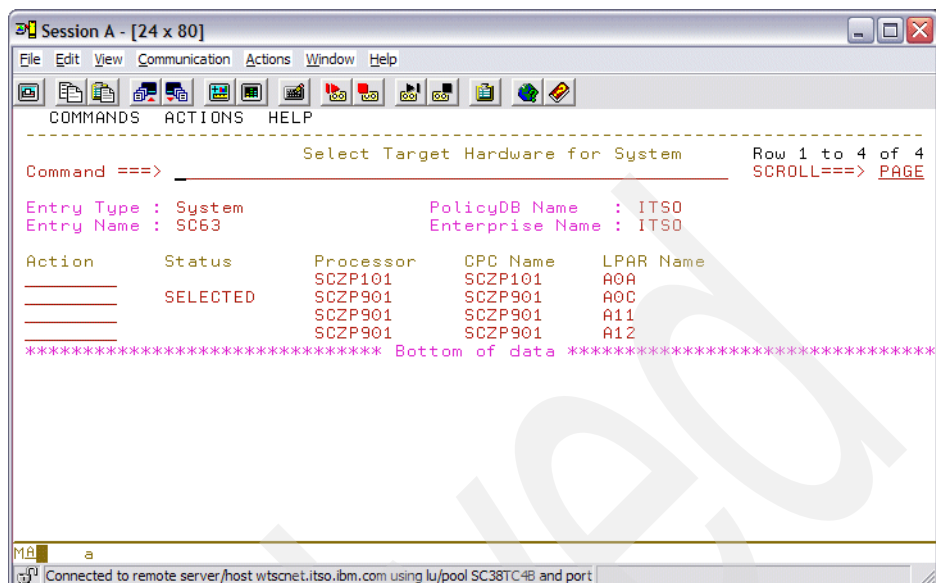 Session A - [24 x 80]
File Edit View Communication Actions Window Help
COMMANDS ACTIONS HELP
--------------------------------------------------------------------------------
Select Target Hardware for System Row 1 to 4 of 4
Command ===> SCROLL===> PAGE
Entry Type : System PolicyDB Name : ITSO
Entry Name : SC63 Enterprise Name : ITSO
Action Status Processor CPC Name LPAR Name
SCZP101 SCZP101 A0A
SELECTED SCZP901 SCZP901 A0C
SCZP901 SCZP901 A11
SCZP901 SCZP901 A12
******************************* Bottom of data ********************************
MA a
Connected to remote server/host wtscnet.itso.ibm.com using lu/pool SC38TC4B and port